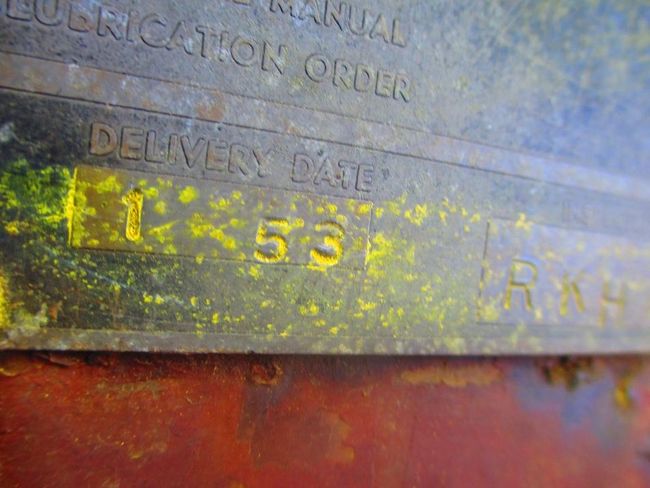 MANUAL
LUBRICATION ORDER
DELIVERY DATE
1 53
RKH